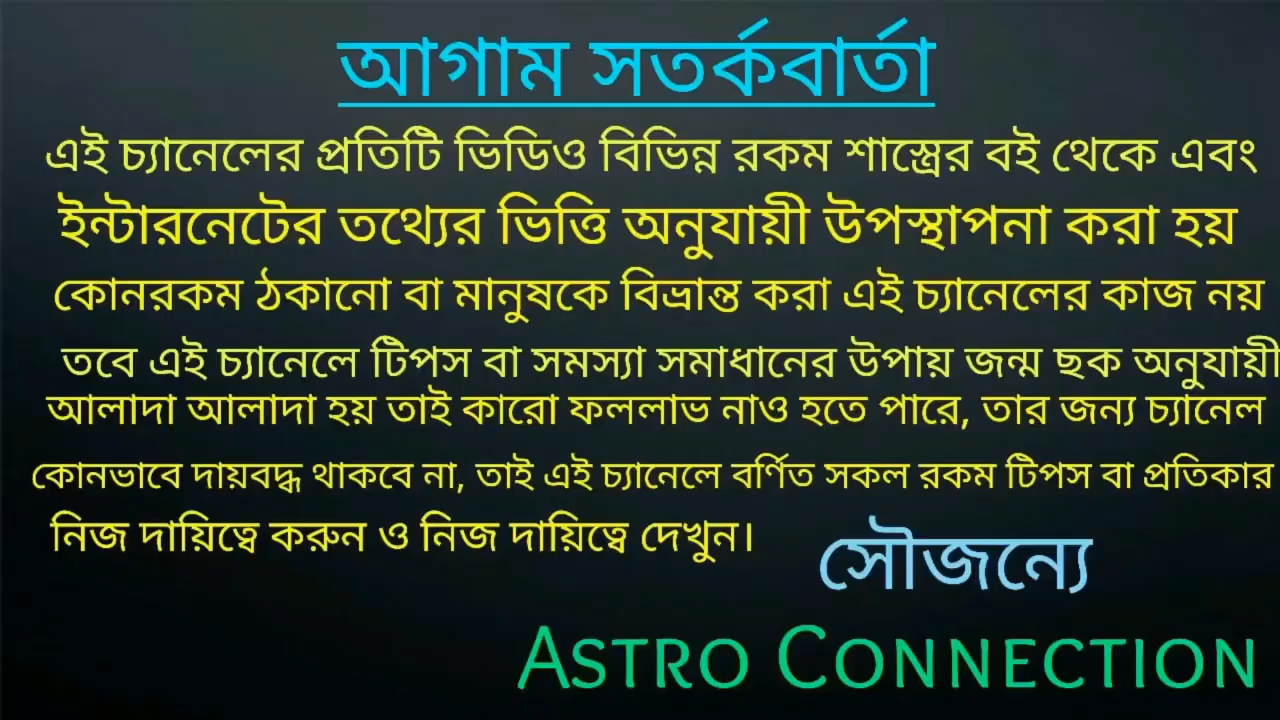 আগাম সতর্কবার্তা
এই চ্যানেলের প্রতিটি ভিডিও বিভিন্ন রকম শাস্ত্রের বই থেকে এবং
ইন্টারনেটের তথ্যের ভিত্তি অনুযায়ী উপস্থাপনা করা হয়
কোনরকম ঠকানো বা মানুষকে বিভ্রান্ত করা এই চ্যানেলের কাজ নয়
তবে এই চ্যানেলে টিপস বা সমস্যা সমাধানের উপায় জন্ম ছক অনুযায়ী
আলাদা আলাদা হয় তাই কারো ফললাভ নাও হতে পারে, তার জন্য চ্যানেল
কোনভাবে দায়বদ্ধ থাকবে না, তাই এই চ্যানেলে বর্ণিত সকল রকম টিপস বা প্রতিকার
নিজ দায়িত্বে করুন ও নিজ দায়িত্বে দেখুন।
সৌজন্যে
ASTRO CONNECTION